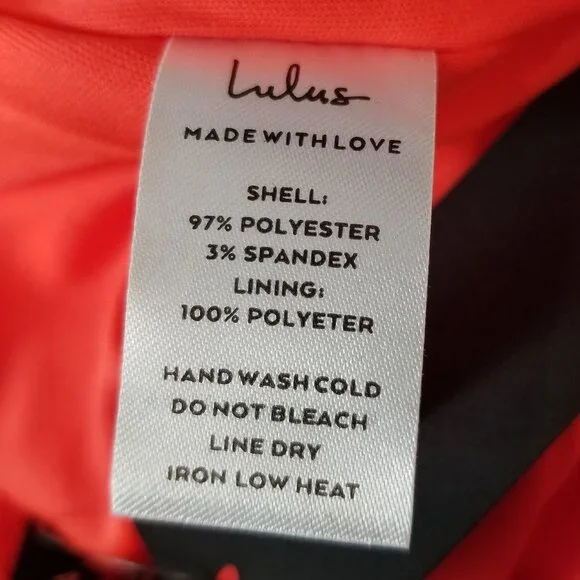 Lulus
MADE WITH LOVE
SHELL:
97% POLYESTER
3% SPANDEX
LINING:
100% POLYETER
HAND WASH COLD
DO NOT BLEACH
LINE DRY
IRON LOW HEAT